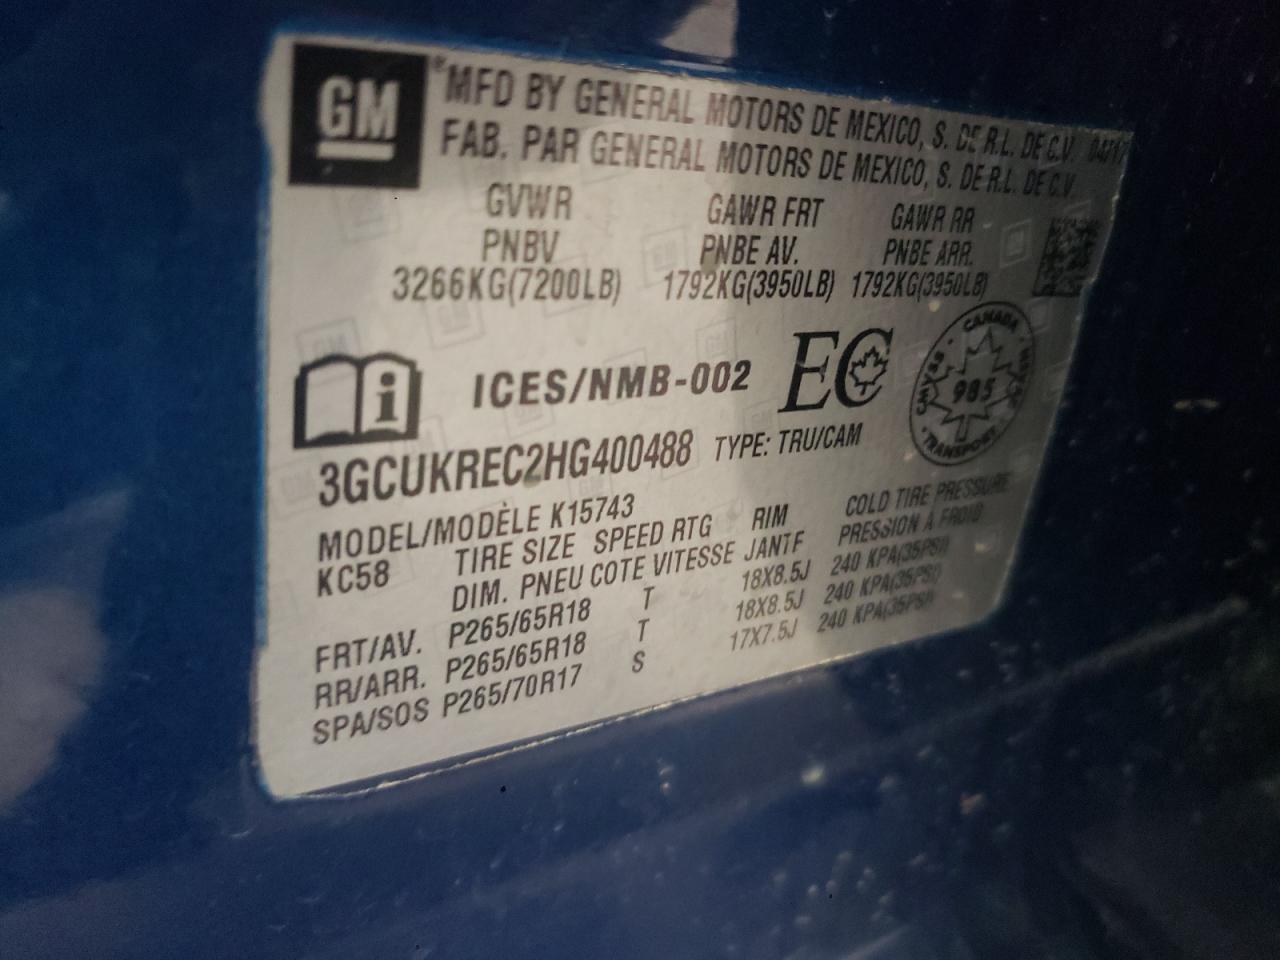 GM
®MFD BY GENERAL MOTORS DE MEXICO, S. DE R.L. DE C.V. 04/17
FAB. PAR GENERAL MOTORS DE MEXICO, S. DE R.L. DE C.V.
GVWR GAWR FRT GAWR RR
PNBV PNBE AV. PNBE ARR.
3266KG(7200LB) 1792KG(3950LB) 1792KG(3950LB)
ICES/NMB-002 EC
CANADA
CMVSS NSVAC
985
TRANSPORT
3GCUKREC2HG400488 TYPE: TRU/CAM
MODEL/MODÈLE K15743
KC58 TIRE SIZE SPEED RTG RIM COLD TIRE PRESSURE
DIM. PNEU COTE VITESSE JANTE PRESSION À FROID
FRT/AV. P265/65R18 T 18X8.5J 240 KPA(35PSI)
RR/ARR. P265/65R18 T 18X8.5J 240 KPA(35PSI)
SPA/SOS P265/70R17 S 17X7.5J 240 KPA(35PSI)